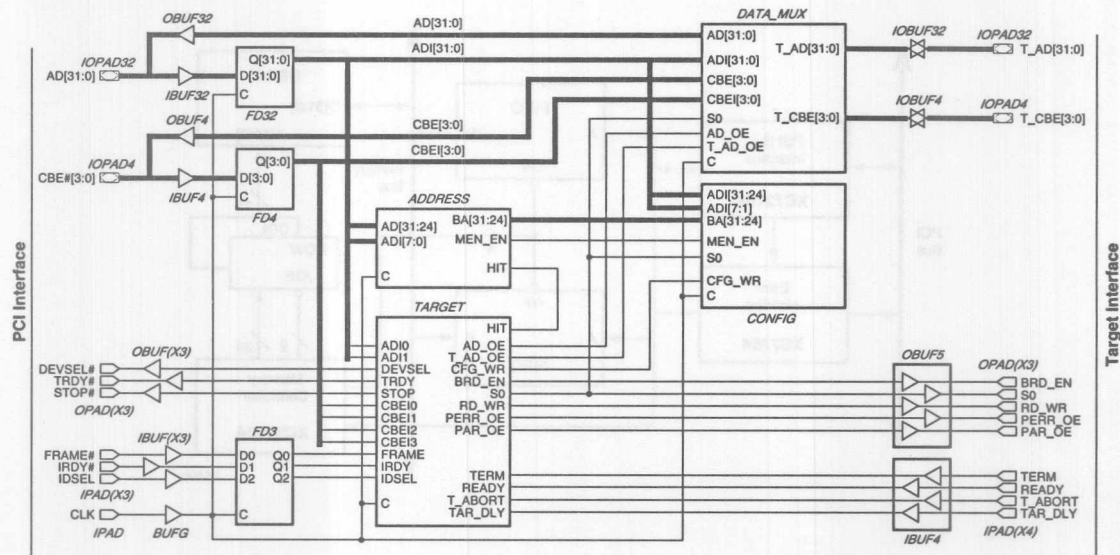 PCI Interface
OBUF32
IOPAD32
AD[31:0]
IBUF32
Q[31:0]
D[31:0]
C
FD32
OBUF4
IOPAD4
CBE#[3:0]
IBUF4
Q[3:0]
D[3:0]
C
FD4
AD[31:0]
ADI[31:0]
CBE[3:0]
CBEI[3:0]
DATA_MUX
AD[31:0]
ADI[31:0]
CBE[3:0]
CBEI[3:0]
S0
AD_OE
T_AD_OE
C
T_AD[31:0]
T_CBE[3:0]
IOBUF32
IOPAD32
T_AD[31:0]
IOBUF4
IOPAD4
T_CBE[3:0]
ADDRESS
AD[31:24]
ADI[7:0]
C
BA[31:24]
MEN_EN
HIT
ADI[31:24]
ADI[7:1]
BA[31:24]
MEN_EN
S0
CFG_WR
C
CONFIG
TARGET
ADI0
ADI1
DEVSEL
TRDY
STOP
CBEI0
CBEI1
CBEI2
CBEI3
FRAME
IRDY
IDSEL
C
HIT
AD_OE
T_AD_OE
CFG_WR
BRD_EN
S0
RD_WR
PERR_OE
PAR_OE
TERM
READY
T_ABORT
TAR_DLY
OBUF(X3)
DEVSEL#
TRDY#
STOP#
OPAD(X3)
IBUF(X3)
FRAME#
IRDY#
IDSEL
IPAD(X3)
CLK
IPAD
BUFG
FD3
D0
D1
D2
C
Q0
Q1
Q2
OBUF5
OPAD(X3)
BRD_EN
S0
RD_WR
PERR_OE
PAR_OE
TERM
READY
T_ABORT
TAR_DLY
IBUF4
IPAD(X4)
Target Interface